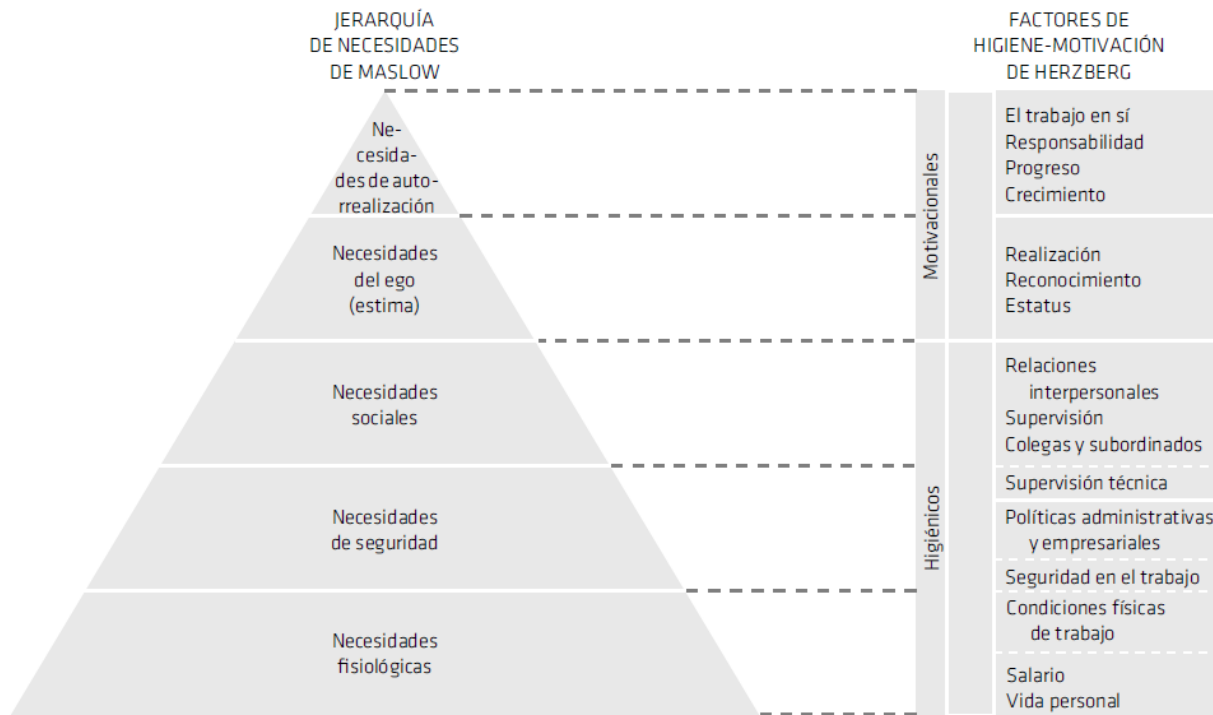 JERARQUÍA
DE NECESIDADES
DE MASLOW
FACTORES DE
HIGIENE-MOTIVACIÓN
DE HERZBERG
Ne-
cesida-
des de auto-
rrealización
Necesidades
del ego
(estima)
Necesidades
sociales
Necesidades
de seguridad
Necesidades
fisiológicas
Motivacionales
Higiénicos
El trabajo en sí
Responsabilidad
Progreso
Crecimiento
Realización
Reconocimiento
Estatus
Relaciones
interpersonales
Supervisión
Colegas y subordinados
Supervisión técnica
Políticas administrativas
y empresariales
Seguridad en el trabajo
Condiciones físicas
de trabajo
Salario
Vida personal